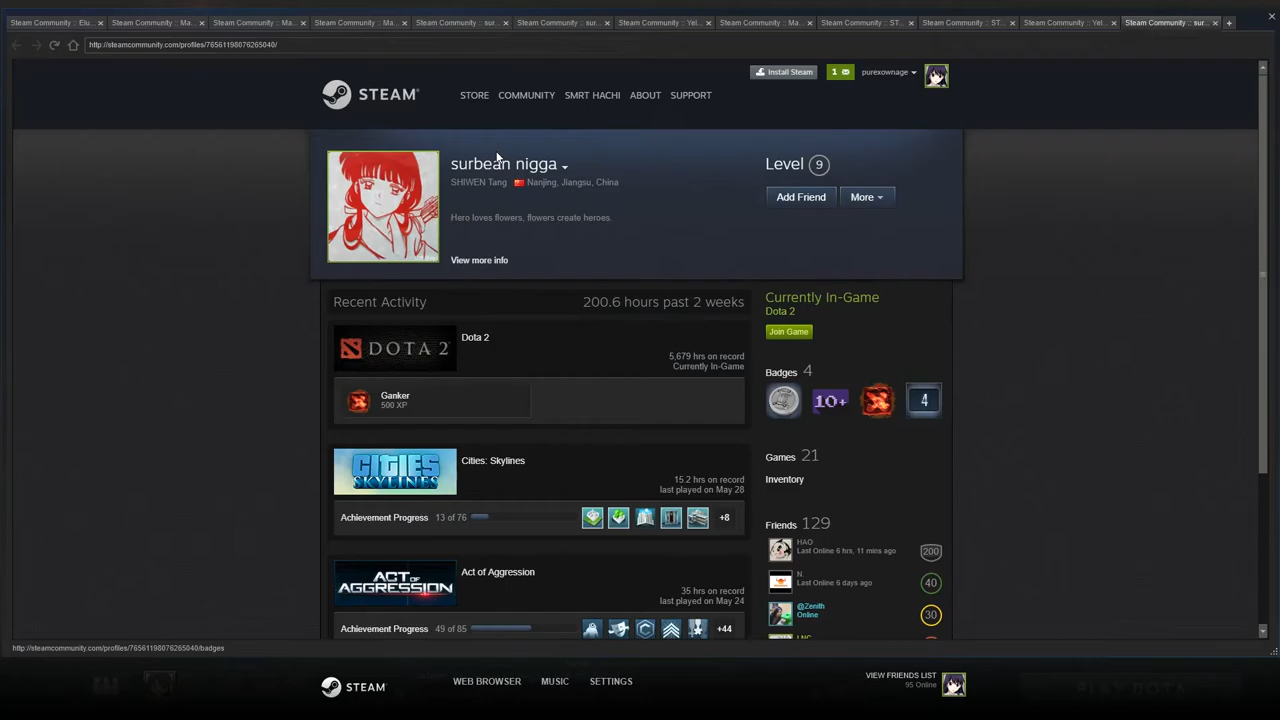 Steam Community :: Elu...
Steam Community :: Ma...
Steam Community :: Ma...
Steam Community :: Ma...
Steam Community :: sur...
Steam Community :: sur...
Steam Community :: Yel...
Steam Community :: Ma...
Steam Community :: ST...
Steam Community :: ST...
Steam Community :: Yel...
Steam Community :: sur...
http://steamcommunity.com/profiles/76561198076265040/
Install Steam
1
purexownage
STEAM
STORE COMMUNITY SMRT HACHI ABOUT SUPPORT
surbean nigga
SHIWEN Tang Nanjing, Jiangsu, China
Hero loves flowers, flowers create heroes.
View more info
Level 9
Add Friend
More
Recent Activity 200.6 hours past 2 weeks
DOTA 2
Dota 2
5,679 hrs on record
Currently In-Game
Ganker
500 XP
CITIES SKYLINES
Cities: Skylines
15.2 hrs on record
last played on May 28
Achievement Progress 13 of 76
+8
ACT OF AGGRESSION
Act of Aggression
35 hrs on record
last played on May 24
Achievement Progress 49 of 85
+44
Currently In-Game
Dota 2
Join Game
Badges 4
10+
4
Games 21
Inventory
Friends 129
HAO
Last Online 6 hrs, 11 mins ago
200
N.
Last Online 6 days ago
40
@Zenith
Online
30
http://steamcommunity.com/profiles/76561198076265040/badges
STEAM
WEB BROWSER MUSIC SETTINGS
VIEW FRIENDS LIST
95 Online
PLAY DOTA